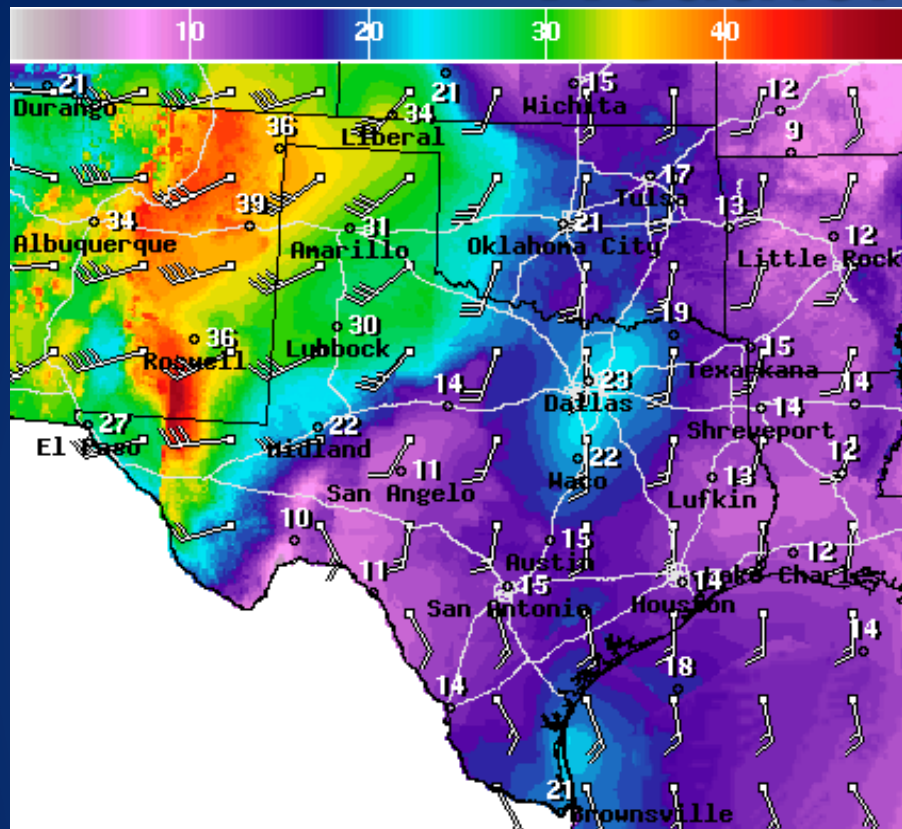 10 20 30 40
21 21 15 12
Durango Wichita
34
Liberal
36 9
17
Tulsa
39 13
34 31 21 12
Albuquerque Amarillo Oklahoma City Little Rock
30 19
36 15
Roswell Lubbock Texarkana
14 23 14
Dallas
14
27 22 Shreveport
El Paso Midland
22 12
11 Waco 13
San Angelo Lufkin
10 15 12
Austin
11 15 14 Lake Charles
San Antonio Houston
14
14 18
21
Brownsville